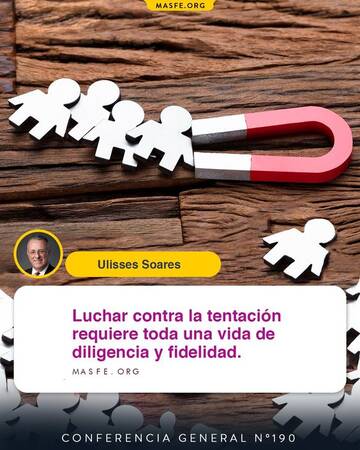 MASFE.ORG
Ulisses Soares
Luchar contra la tentación
requiere toda una vida de
diligencia y fidelidad.
MASFE.ORG
CONFERENCIA GENERAL N°190